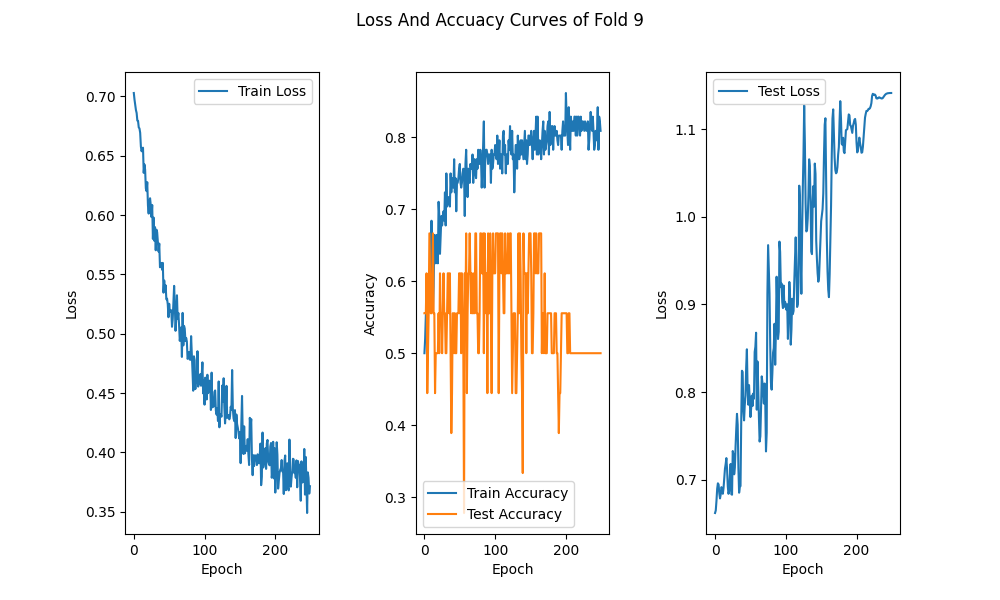 Loss And Accuacy Curves of Fold 9
Train Loss
0.70
0.65
0.60
0.55
0.50
0.45
0.40
0.35
Loss
0
100
200
Epoch
0.8
0.7
0.6
0.5
0.4
0.3
Accuracy
Train Accuracy
Test Accuracy
0
100
200
Epoch
Test Loss
1.1
1.0
0.9
0.8
0.7
Loss
0
100
200
Epoch